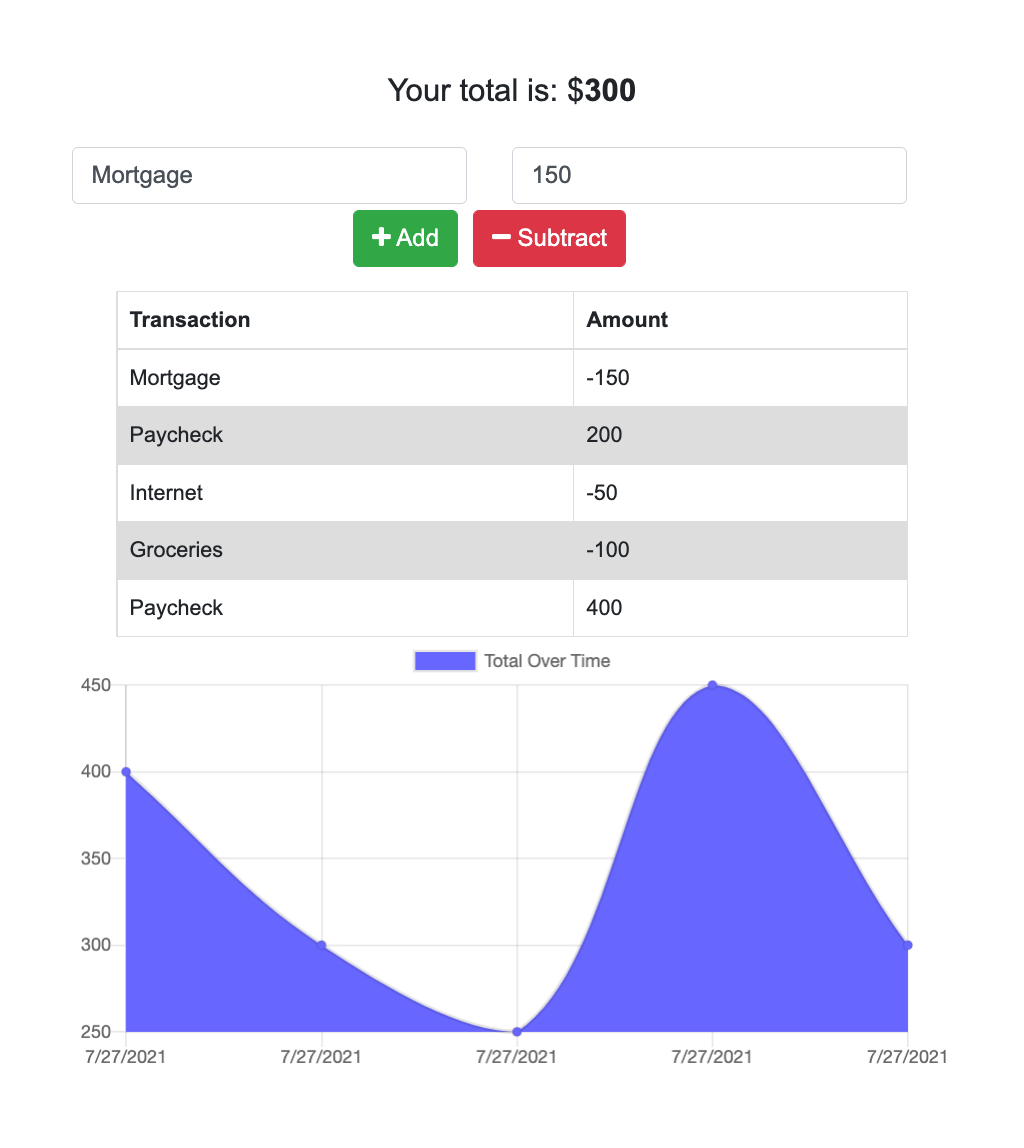 Your total is: $300
Mortgage 150
Add Subtract
Transaction Amount
Mortgage -150
Paycheck 200
Internet -50
Groceries -100
Paycheck 400
Total Over Time
450
400
350
300
250
7/27/2021 7/27/2021 7/27/2021 7/27/2021 7/27/2021